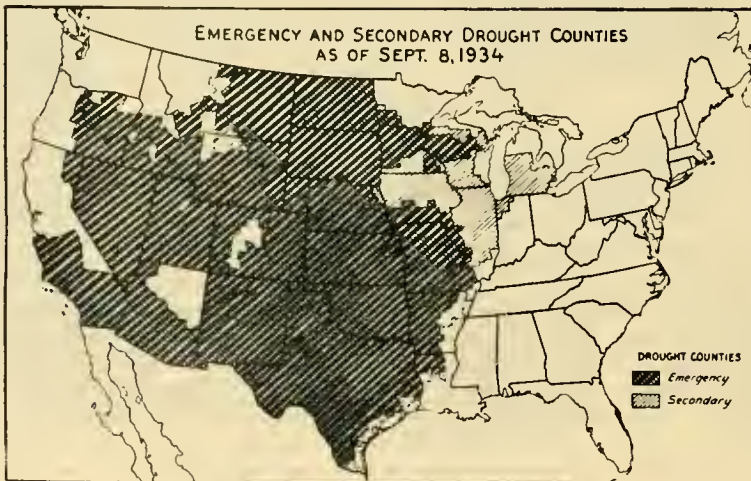 EMERGENCY AND SECONDARY DROUGHT COUNTIES
AS OF SEPT. 8, 1934
DROUGHT COUNTIES
Emergency
Secondary